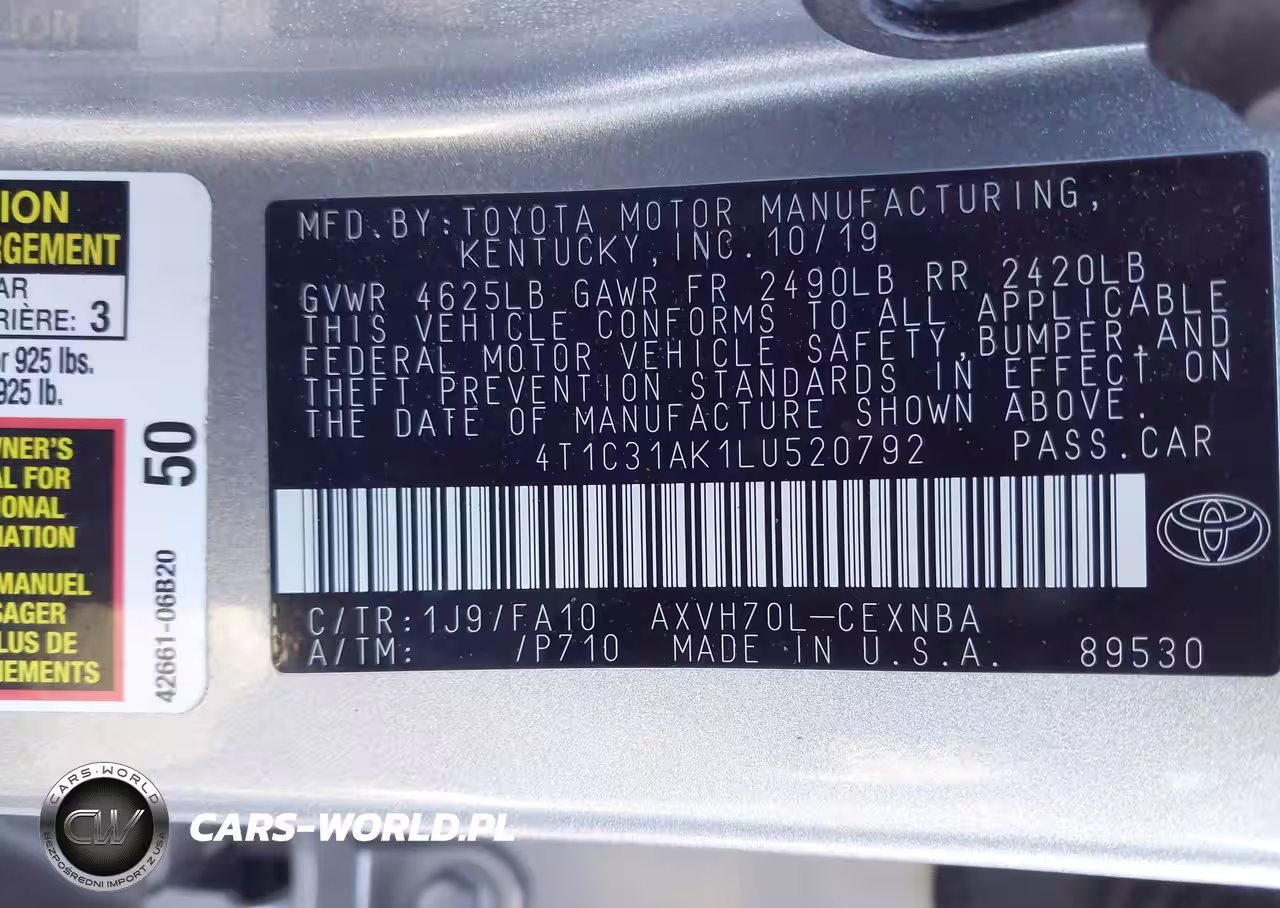 ION
RGEMENT
AR
RIÈRE: 3
r 925 lbs.
925 lb.
WNER'S
AL FOR
IONAL
MATION
MANUEL
SAGER
LUS DE
NEMENTS
50
42661-06B20
MFD.BY:TOYOTA MOTOR MANUFACTURING,
KENTUCKY,INC.10/19
GVWR 4625LB GAWR FR 2490LB RR 2420LB
THIS VEHICLE CONFORMS TO ALL APPLICABLE
FEDERAL MOTOR VEHICLE SAFETY,BUMPER,AND
THEFT PREVENTION STANDARDS IN EFFECT ON
THE DATE OF MANUFACTURE SHOWN ABOVE.
4T1C31AK1LU520792 PASS.CAR
C/TR:1J9/FA10 AXVH70L-CEXNBA
A/TM: /P710 MADE IN U.S.A. 89530
CARS-WORLD
CW
BEZPOŚREDNI IMPORT Z USA
CARS-WORLD.PL